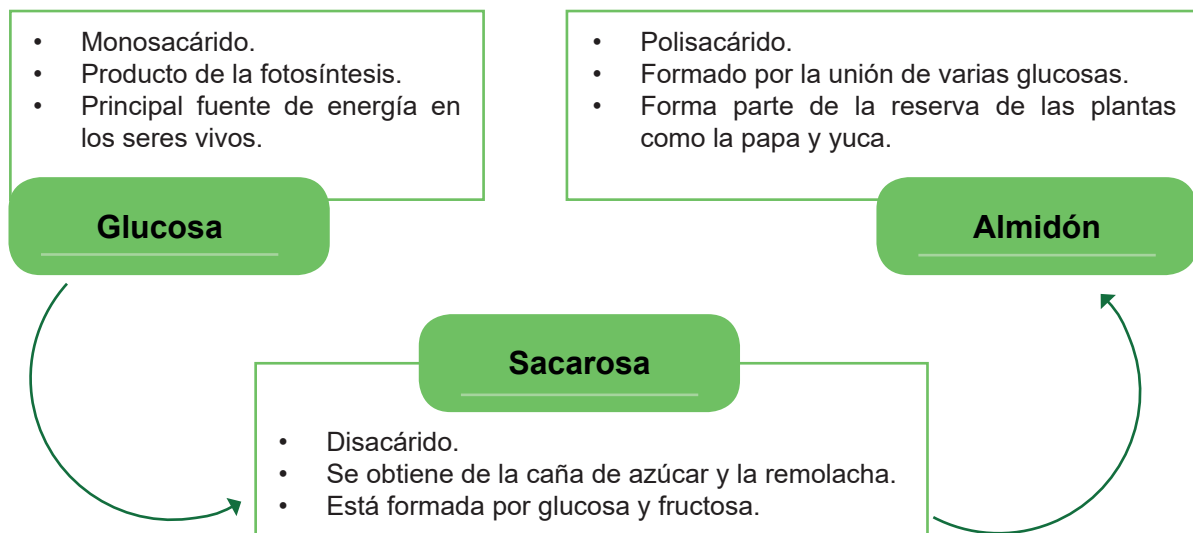 • Monosacárido.
• Producto de la fotosíntesis.
• Principal fuente de energía en
los seres vivos.
Glucosa
• Polisacárido.
• Formado por la unión de varias glucosas.
• Forma parte de la reserva de las plantas
como la papa y yuca.
Almidón
Sacarosa
• Disacárido.
• Se obtiene de la caña de azúcar y la remolacha.
• Está formada por glucosa y fructosa.